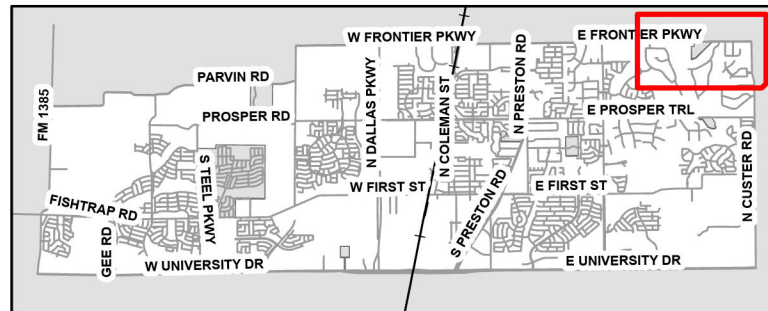 W FRONTIER PKWY
E FRONTIER PKWY
PARVIN RD
FM 1385
PROSPER RD
N DALLAS PKWY
N COLEMAN ST
N PRESTON RD
E PROSPER TRL
S TEEL PKWY
W FIRST ST
S PRESTON RD
E FIRST ST
N CUSTER RD
FISHTRAP RD
GEE RD
W UNIVERSITY DR
E UNIVERSITY DR